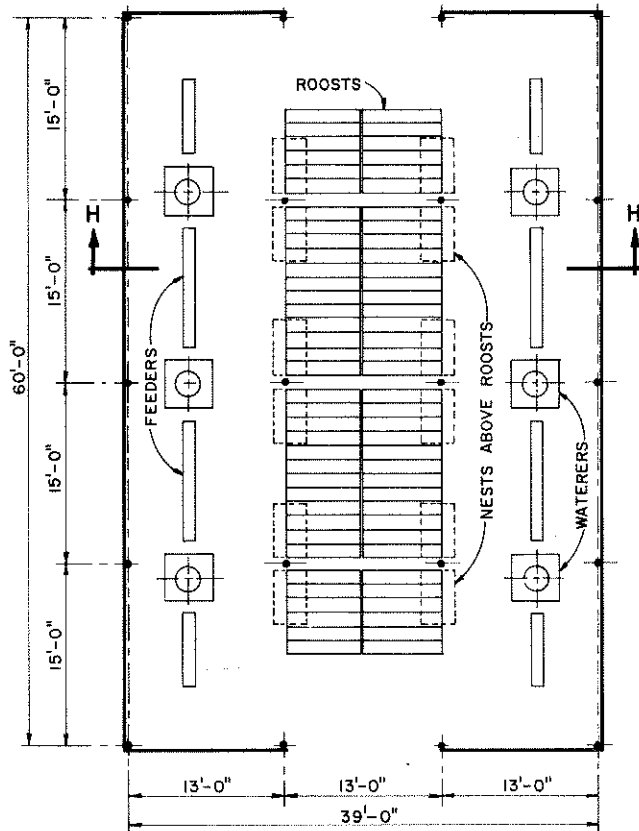 ROOSTS
15'-0"
H
H
15'-0"
60'-0"
FEEDERS
NESTS ABOVE ROOSTS
WATERERS
15'-0"
15'-0"
13'-0"
13'-0"
13'-0"
39'-0"